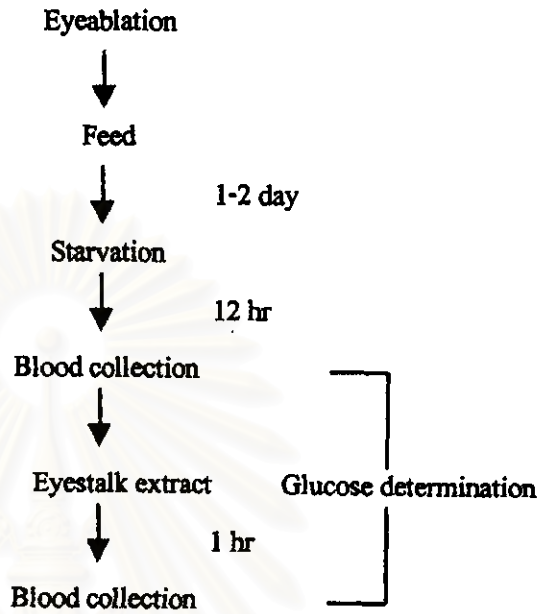 Eyeablation
Feed
1-2 day
Starvation
12 hr
Blood collection
Eyestalk extract
Glucose determination
1 hr
Blood collection